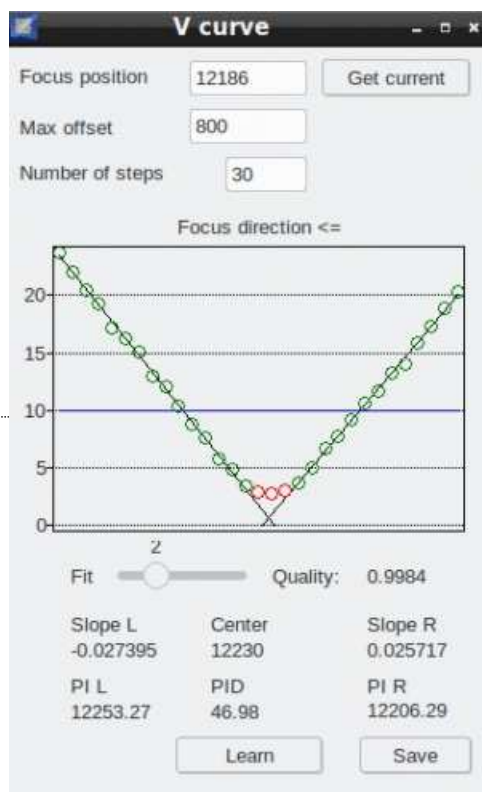 V curve
Focus position 12186 Get current
Max offset 800
Number of steps 30
Focus direction <=
20
15
10
5
0
2
Fit Quality: 0.9984
Slope L Center Slope R
-0.027395 12230 0.025717
PI L PID PI R
12253.27 46.98 12206.29
Learn Save